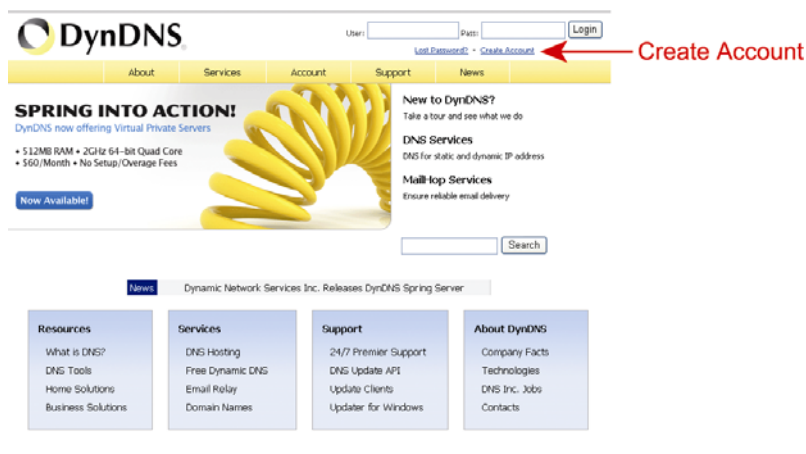 DynDNS
User:
Pass:
Login
Lost Password? • Create Account
Create Account
About Services Account Support News
SPRING INTO ACTION!
DynDNS now offering Virtual Private Servers
• 512MB RAM • 2GHz 64-bit Quad Core
• $60/Month • No Setup/Overage Fees
Now Available!
New to DynDNS?
Take a tour and see what we do
DNS Services
DNS for static and dynamic IP address
MailHop Services
Ensure reliable email delivery
Search
News Dynamic Network Services Inc. Releases DynDNS Spring Server
Resources
What is DNS?
DNS Tools
Home Solutions
Business Solutions
Services
DNS Hosting
Free Dynamic DNS
Email Relay
Domain Names
Support
24/7 Premier Support
DNS Update API
Update Clients
Updater for Windows
About DynDNS
Company Facts
Technologies
DNS Inc. Jobs
Contacts